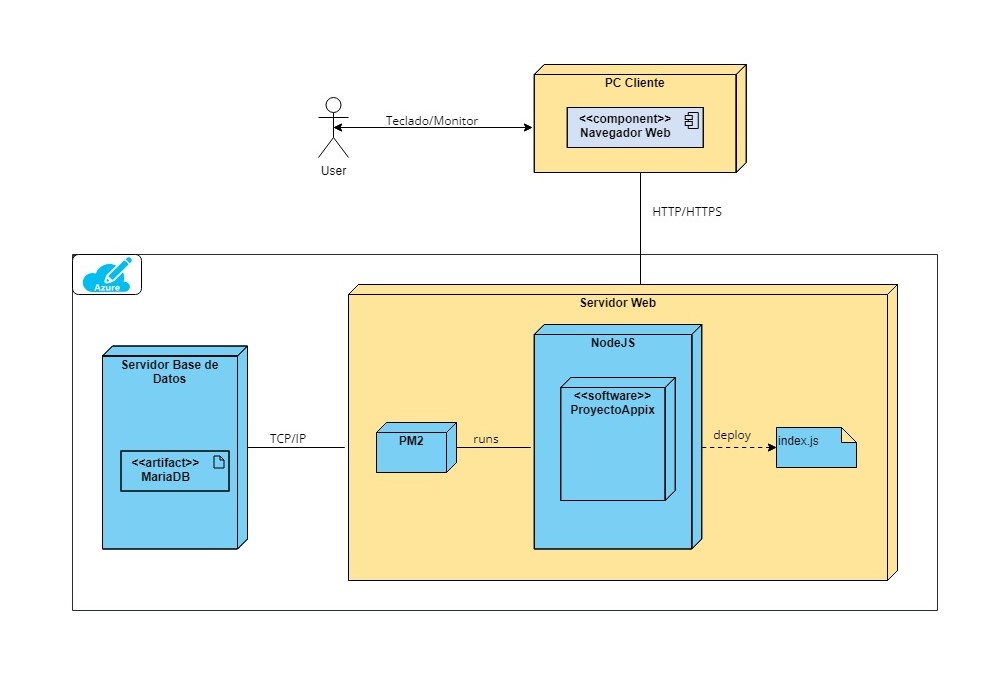 PC Cliente
<<component>>
Navegador Web
Teclado/Monitor
User
HTTP/HTTPS
Azure
Servidor Web
Servidor Base de
Datos
<<artifact>>
MariaDB
TCP/IP
PM2
runs
NodeJS
<<software>>
ProyectoAppix
deploy
index.js